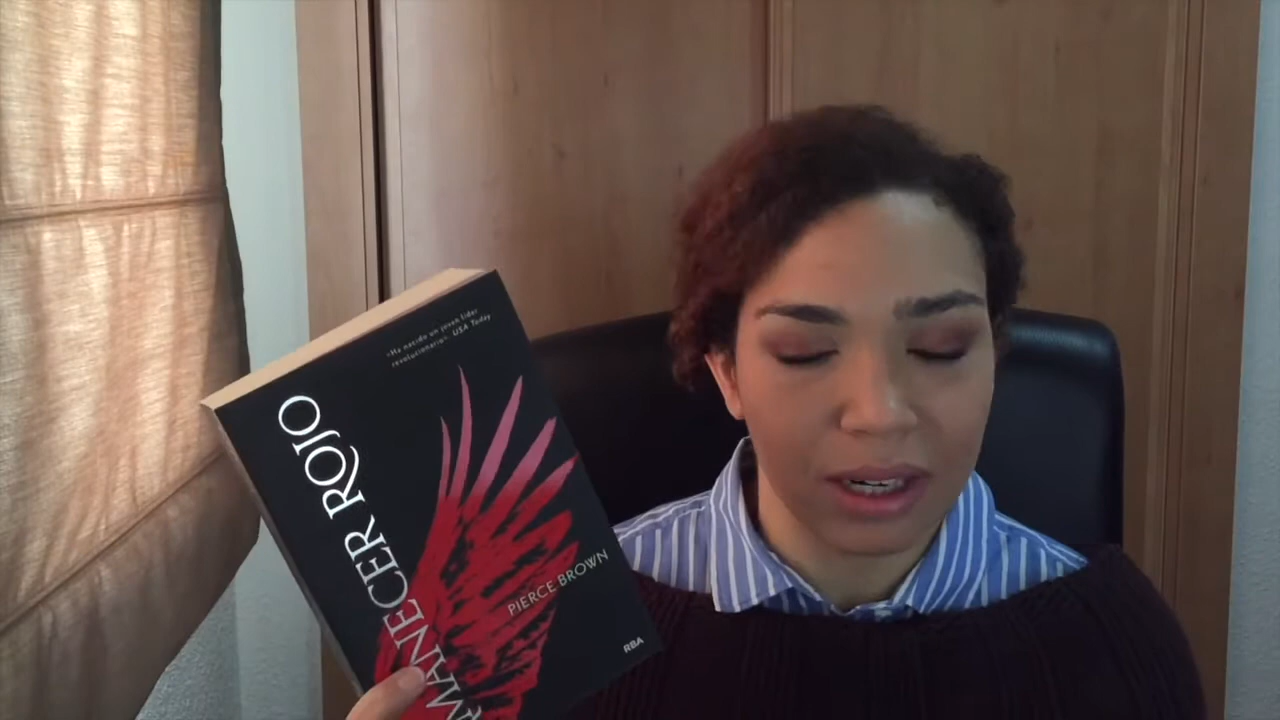 «Ha nacido un joven líder
revolucionario». USA Today
MANECER ROJO
PIERCE BROWN
RBA